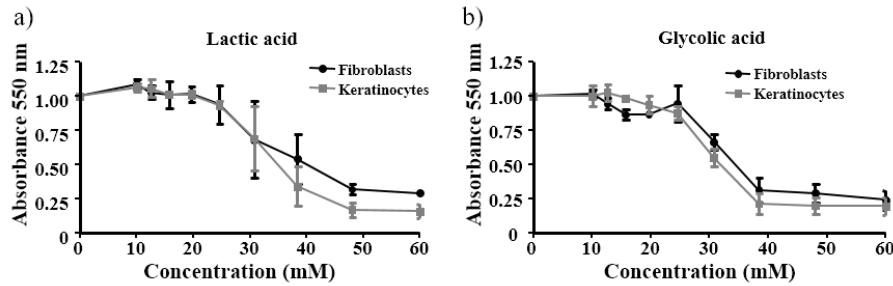 a)
Lactic acid
Absorbance 550 nm
1.25
1.00
0.75
0.50
0.25
0
Fibroblasts
Keratinocytes
0 10 20 30 40 50 60
Concentration (mM)
b)
Glycolic acid
Absorbance 550 nm
1.25
1.00
0.75
0.50
0.25
0
Fibroblasts
Keratinocytes
0 10 20 30 40 50 60
Concentration (mM)